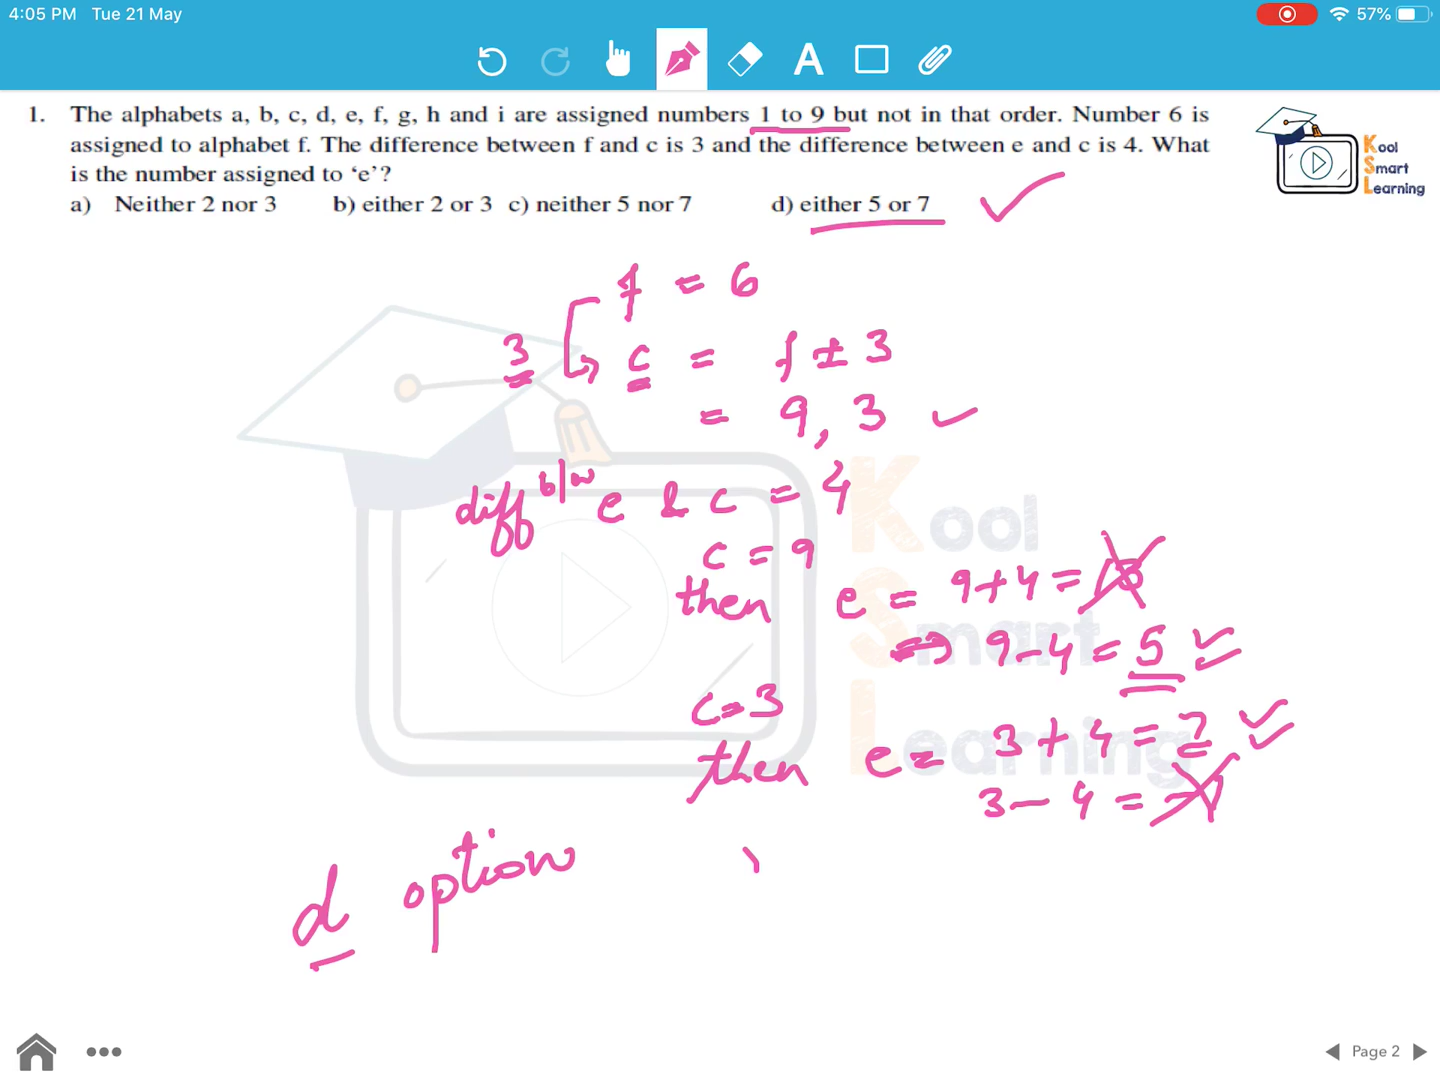 4:05 PM Tue 21 May
57%
A
1. The alphabets a, b, c, d, e, f, g, h and i are assigned numbers 1 to 9 but not in that order. Number 6 is
assigned to alphabet f. The difference between f and c is 3 and the difference between e and c is 4. What
is the number assigned to ‘e’?
a) Neither 2 nor 3 b) either 2 or 3 c) neither 5 nor 7 d) either 5 or 7
Kool
Smart
Learning
f = 6
3 c = f ± 3
= 9, 3
diff b/w e & c = 4
c = 9
then e = 9+4 = 13
⇒ 9-4 = 5
c=3
then e = 3 + 4 = 7
3 - 4 = -1
d option
Kool
Smart
Learning
Page 2